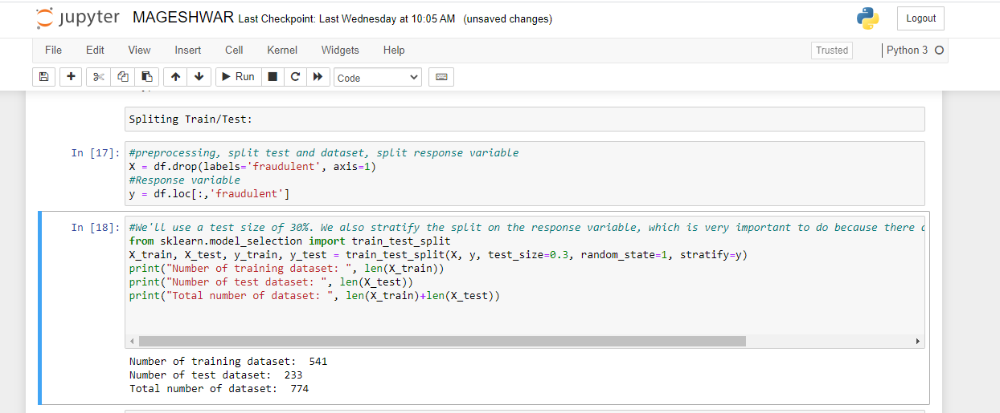 jupyter MAGESHWAR Last Checkpoint: Last Wednesday at 10:05 AM (unsaved changes) Logout
File Edit View Insert Cell Kernel Widgets Help Trusted Python 3
Run Code
Spliting Train/Test:
In [17]: #preprocessing, split test and dataset, split response variable
X = df.drop(labels='fraudulent', axis=1)
#Response variable
y = df.loc[:,'fraudulent']
In [18]: #We'll use a test size of 30%. We also stratify the split on the response variable, which is very important to do because there
from sklearn.model_selection import train_test_split
X_train, X_test, y_train, y_test = train_test_split(X, y, test_size=0.3, random_state=1, stratify=y)
print("Number of training dataset: ", len(X_train))
print("Number of test dataset: ", len(X_test))
print("Total number of dataset: ", len(X_train)+len(X_test))
Number of training dataset:  541
Number of test dataset:  233
Total number of dataset:  774